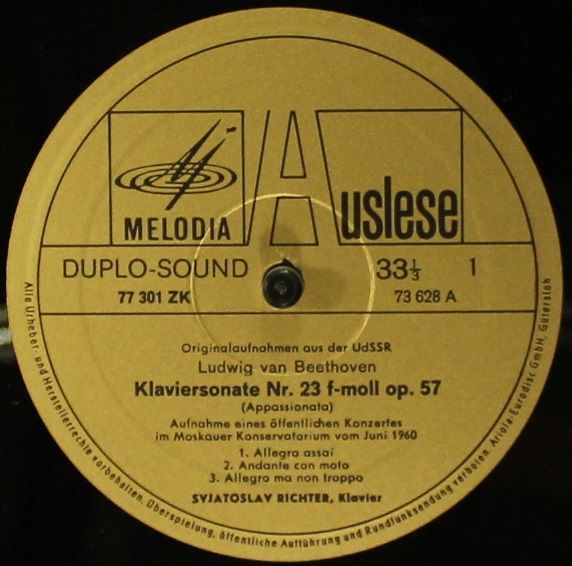 MELODIA
Auslese
DUPLO-SOUND
33⅓
1
77 301 ZK
73 628 A
Originalaufnahmen aus der UdSSR
Ludwig van Beethoven
Klaviersonate Nr. 23 f-moll op. 57
(Appassionata)
Aufnahme eines öffentlichen Konzertes
im Moskauer Konservatorium vom Juni 1960
1. Allegro assai
2. Andante con moto
3. Allegro ma non troppo
SVJATOSLAV RICHTER, Klavier
Alle Urheber- und Herstellerrechte vorbehalten. Überspielung, öffentliche Aufführung und Rundfunksendung verboten. Ariola-Eurodisc GmbH, Gütersloh